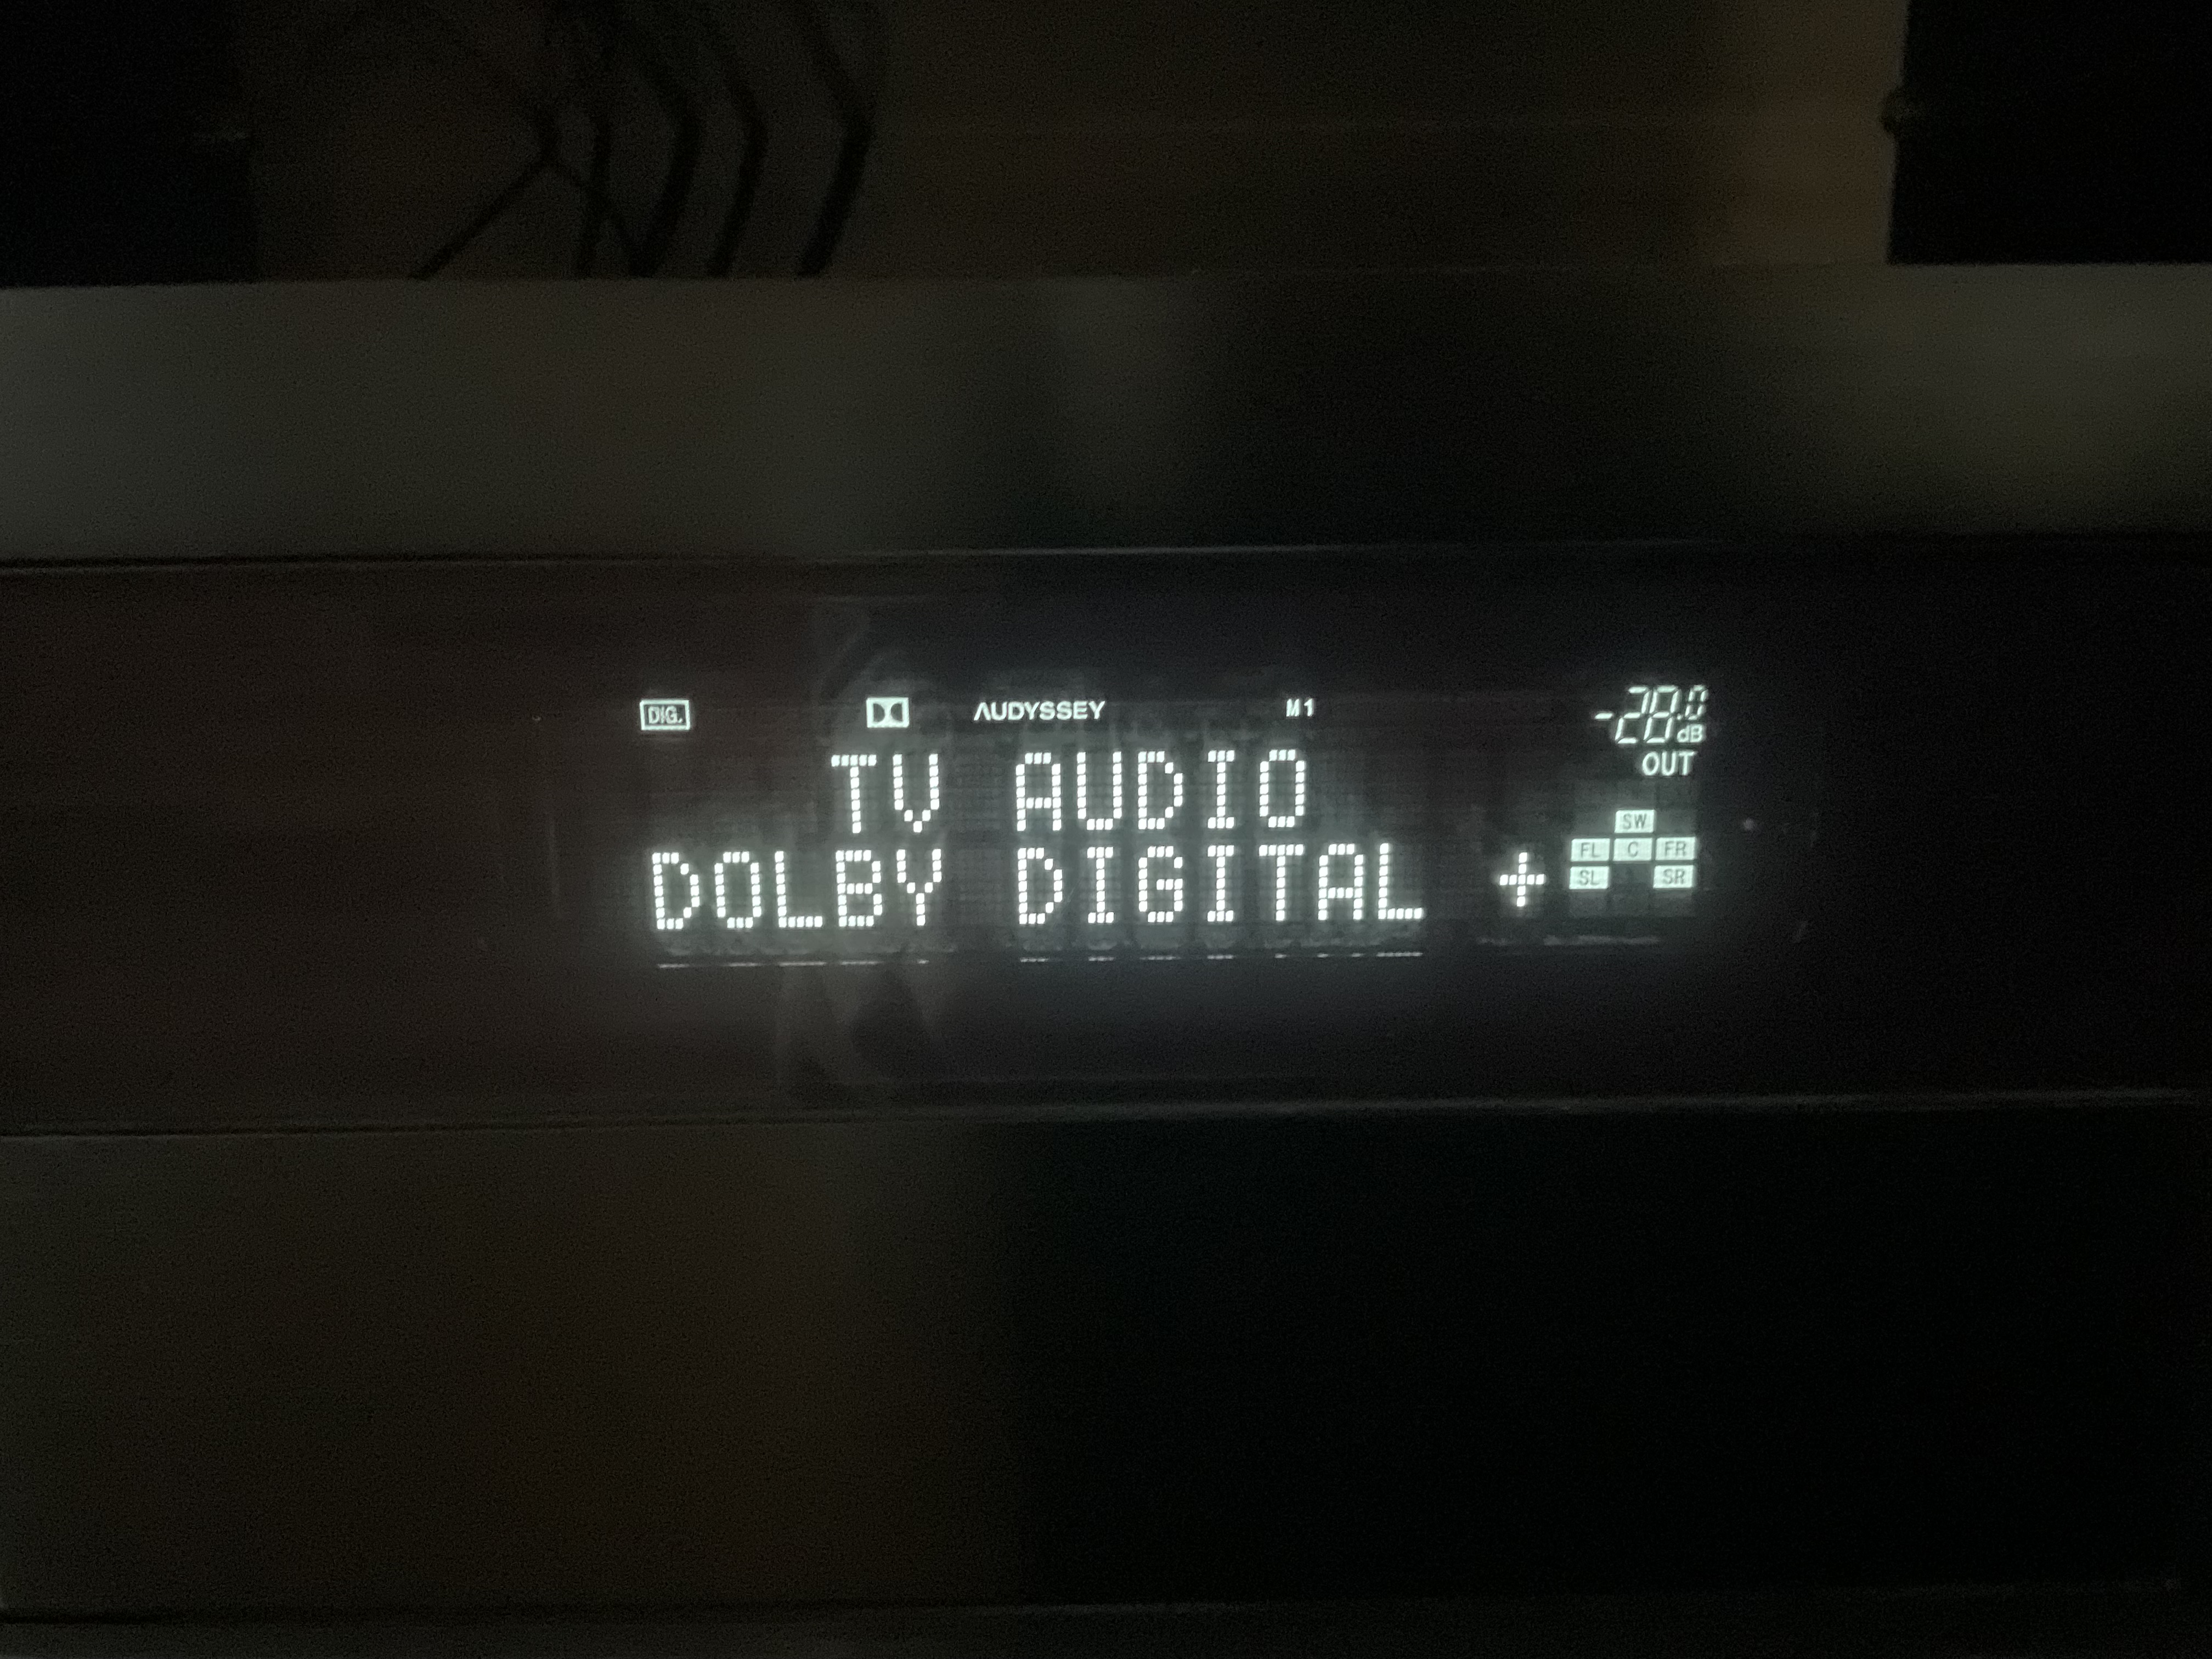 DIG. AUDYSSEY M1 -28.0 dB
OUT
TV AUDIO
SW
FL C FR
DOLBY DIGITAL +
SL SR